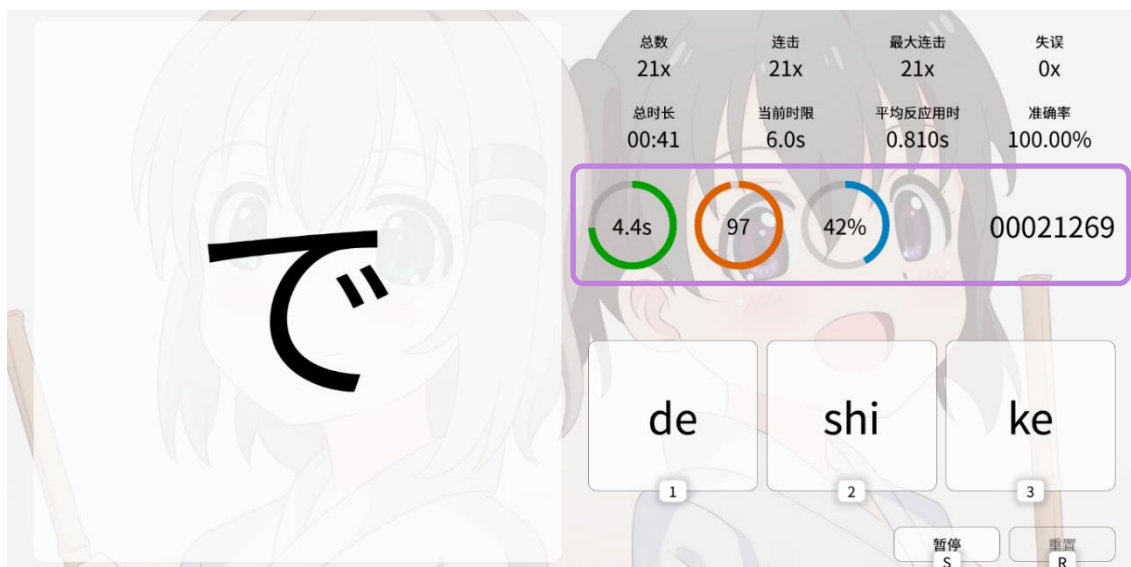 总数 连击 最大连击 失误
21x 21x 21x 0x
总时长 当前时限 平均反应用时 准确率
00:41 6.0s 0.810s 100.00%
4.4s 97 42% 00021269
で
de shi ke
1 2 3
暂停 重置
S R